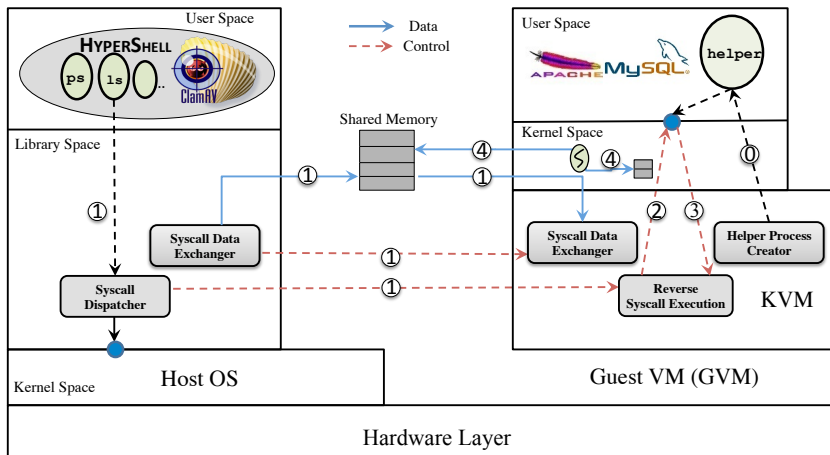 User Space
HYPERSHELL
ps
ls
..
ClamAV
Data
Control
User Space
APACHE
MySQL
helper
Library Space
Shared Memory
Kernel Space
4
4
0
1
1
1
2
3
Syscall Data
Exchanger
1
Syscall Data
Exchanger
Helper Process
Creator
Syscall
Dispatcher
1
Reverse
Syscall Execution
KVM
Host OS
Guest VM (GVM)
Kernel Space
Hardware Layer